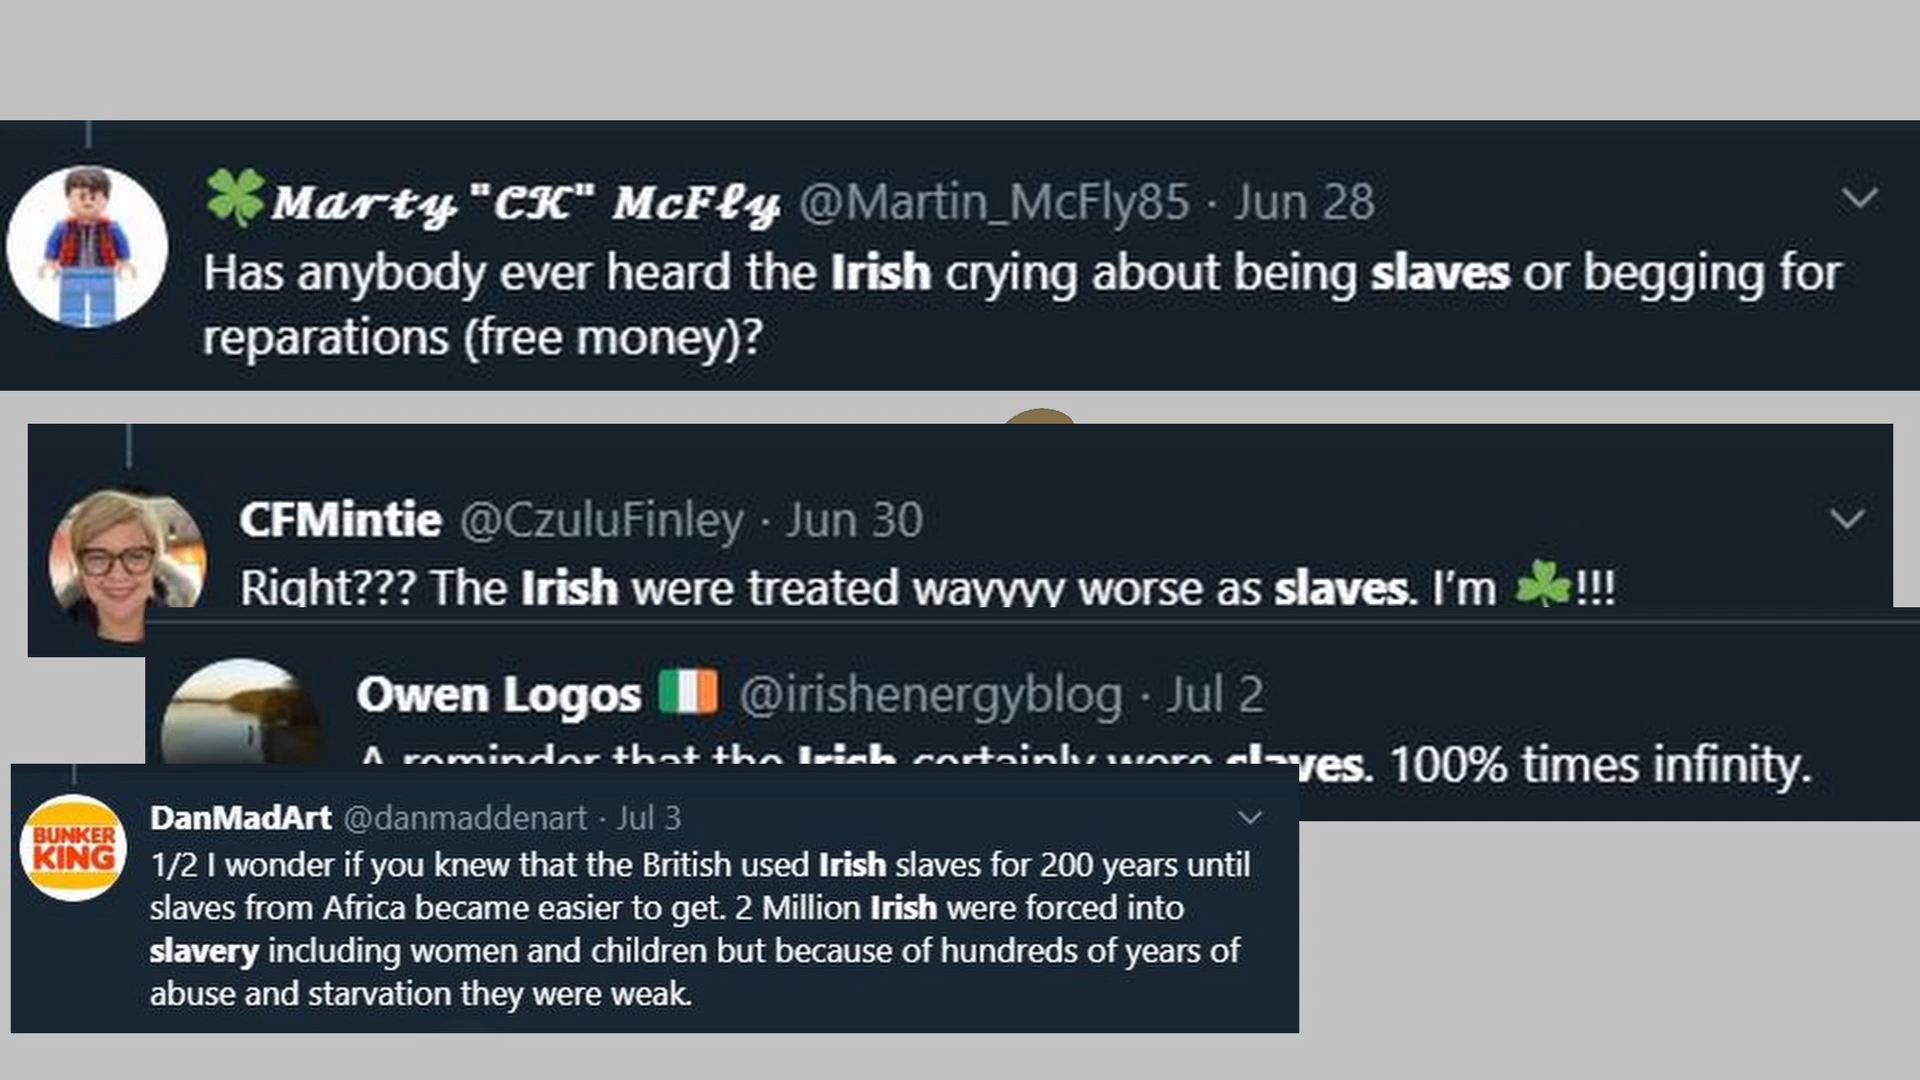 🍀Marty "CK" McFly @Martin_McFly85 · Jun 28
Has anybody ever heard the Irish crying about being slaves or begging for
reparations (free money)?
CFMintie @CzuluFinley · Jun 30
Right??? The Irish were treated wayyyy worse as slaves. I'm ☘️!!!
Owen Logos 🇮🇪 @irishenergyblog · Jul 2
A reminder that the Irish certainly were slaves. 100% times infinity.
BUNKER
KING
DanMadArt @danmaddenart · Jul 3
1/2 I wonder if you knew that the British used Irish slaves for 200 years until
slaves from Africa became easier to get. 2 Million Irish were forced into
slavery including women and children but because of hundreds of years of
abuse and starvation they were weak.